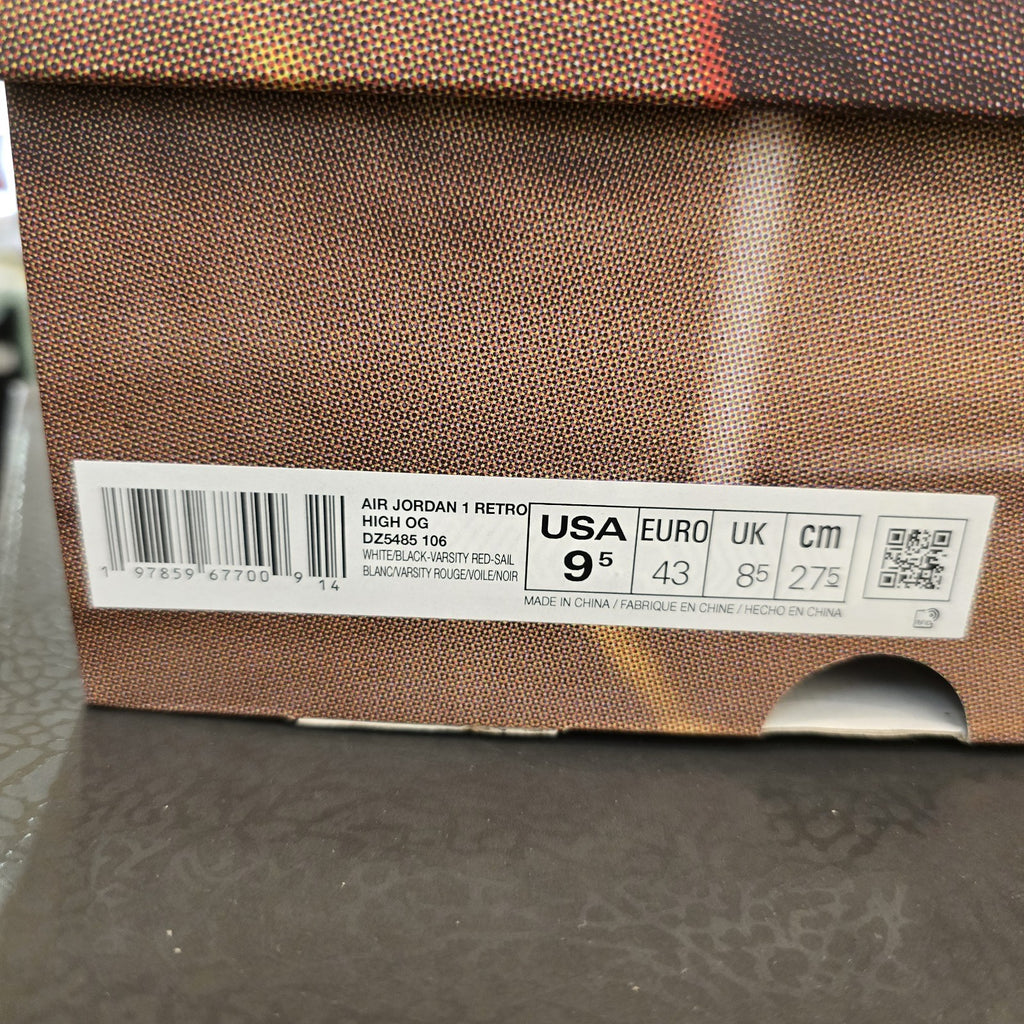 AIR JORDAN 1 RETRO
HIGH OG
DZ5485 106
WHITE/BLACK-VARSITY RED-SAIL
BLANC/VARSITY ROUGE/VOILE/NOIR
1 97859 67700 9 14
USA EURO UK cm
9 5 43 8 5 27 5
MADE IN CHINA / FABRIQUE EN CHINE / HECHO EN CHINA
RFID